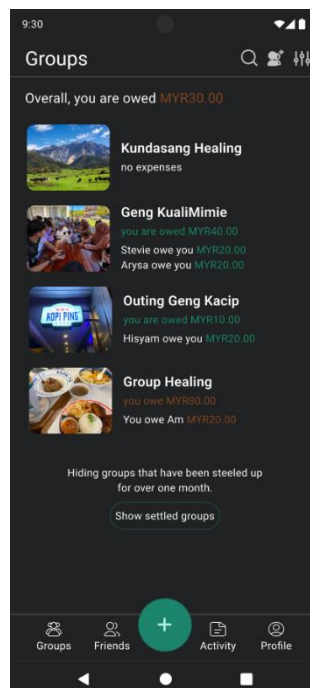 9:30
Groups
Overall, you are owed MYR30.00
Kundasang Healing
no expenses
Geng KualiMimie
you are owed MYR40.00
Stevie owe you MYR20.00
Arysa owe you MYR20.00
KOPI PING
Outing Geng Kacip
you are owed MYR10.00
Hisyam owe you MYR20.00
Group Healing
you owe MYR80.00
You owe Am MYR20.00
Hiding groups that have been steeled up
for over one month.
Show settled groups
Groups
Friends
+
Activity
Profile